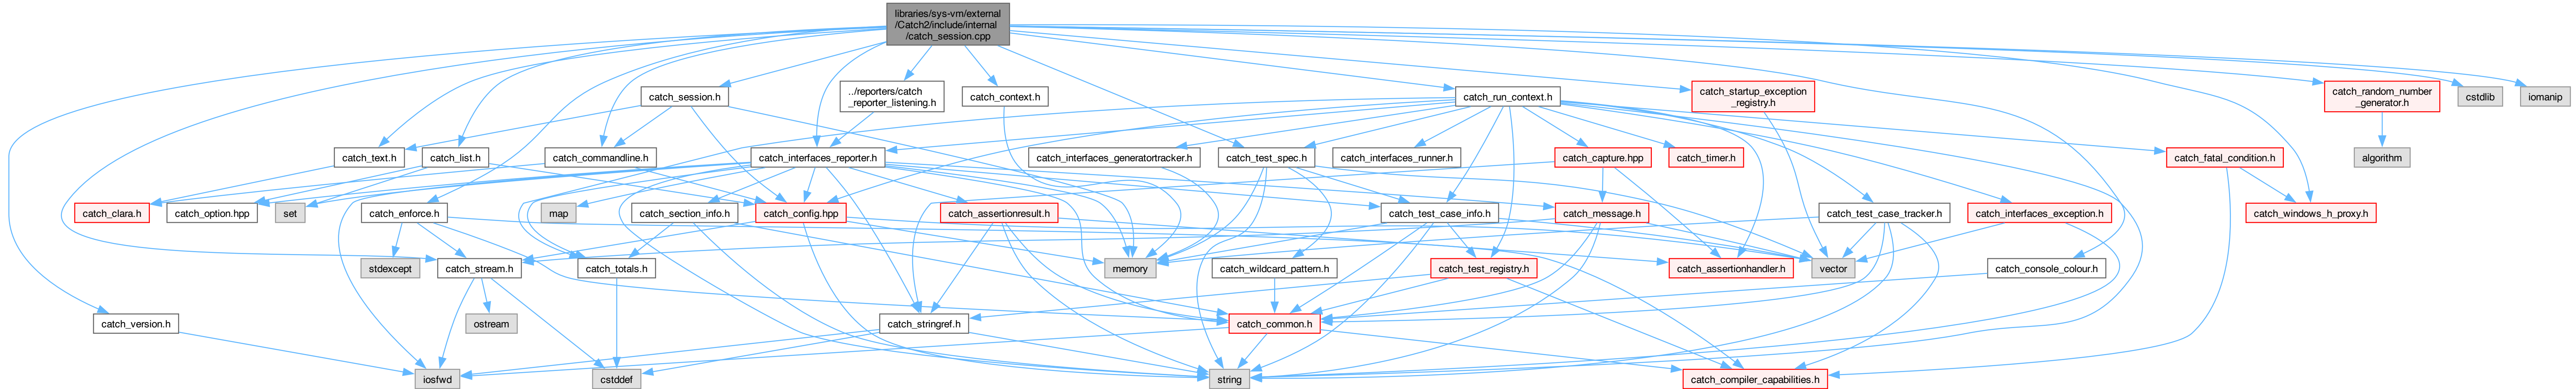 libraries/sys-vm/external
/Catch2/include/internal
/catch_session.cpp
catch_session.h
../reporters/catch
_reporter_listening.h
catch_context.h
catch_run_context.h
catch_startup_exception
_registry.h
catch_random_number
_generator.h
cstdlib
iomanip
catch_text.h
catch_list.h
catch_commandline.h
catch_interfaces_reporter.h
catch_interfaces_generatortracker.h
catch_test_spec.h
catch_interfaces_runner.h
catch_capture.hpp
catch_timer.h
catch_fatal_condition.h
algorithm
catch_clara.h
catch_option.hpp
set
catch_enforce.h
map
catch_section_info.h
catch_config.hpp
catch_assertionresult.h
catch_test_case_info.h
catch_message.h
catch_test_case_tracker.h
catch_interfaces_exception.h
catch_windows_h_proxy.h
stdexcept
catch_stream.h
catch_totals.h
memory
catch_wildcard_pattern.h
catch_test_registry.h
catch_assertionhandler.h
vector
catch_console_colour.h
catch_version.h
ostream
catch_stringref.h
catch_common.h
iosfwd
cstddef
string
catch_compiler_capabilities.h